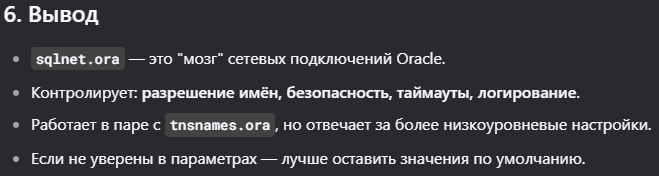 6. Вывод
sqlnet.ora — это "мозг" сетевых подключений Oracle.
Контролирует: разрешение имён, безопасность, таймауты, логирование.
Работает в паре с tnsnames.ora, но отвечает за более низкоуровневые настройки.
Если не уверены в параметрах — лучше оставить значения по умолчанию.